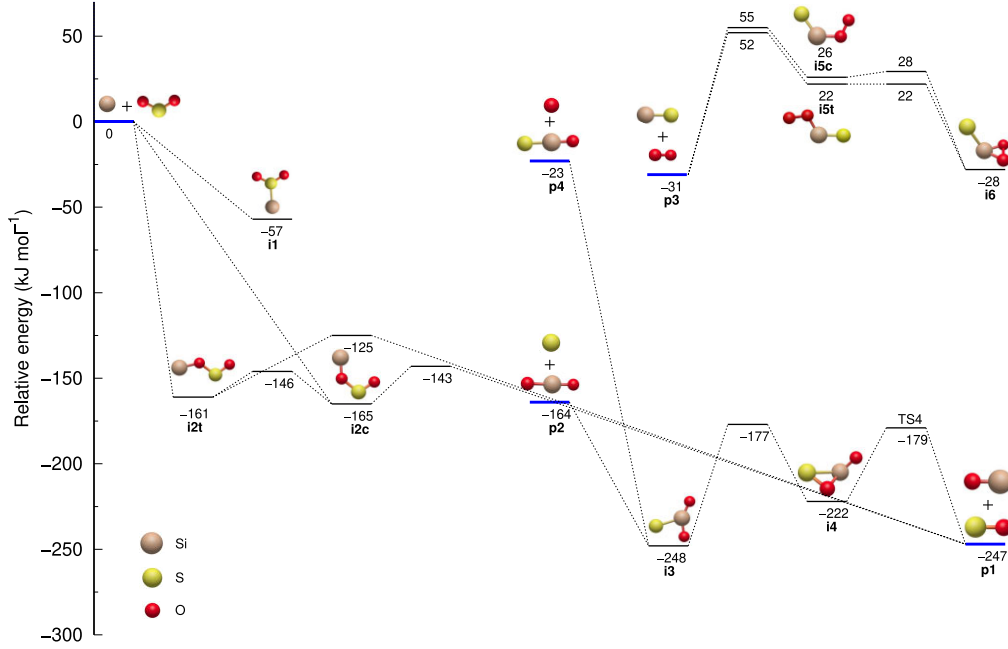 Relative energy (kJ mol⁻¹)
50
0
−50
−100
−150
−200
−250
−300
+
0
−57
i1
−161
i2t
−146
−125
−165
i2c
−143
+
−23
p4
+
−164
p2
+
−31
p3
55
52
26
i5c
22
i5t
28
22
−28
i6
−248
i3
−177
−222
i4
TS4
−179
+
−247
p1
Si
S
O